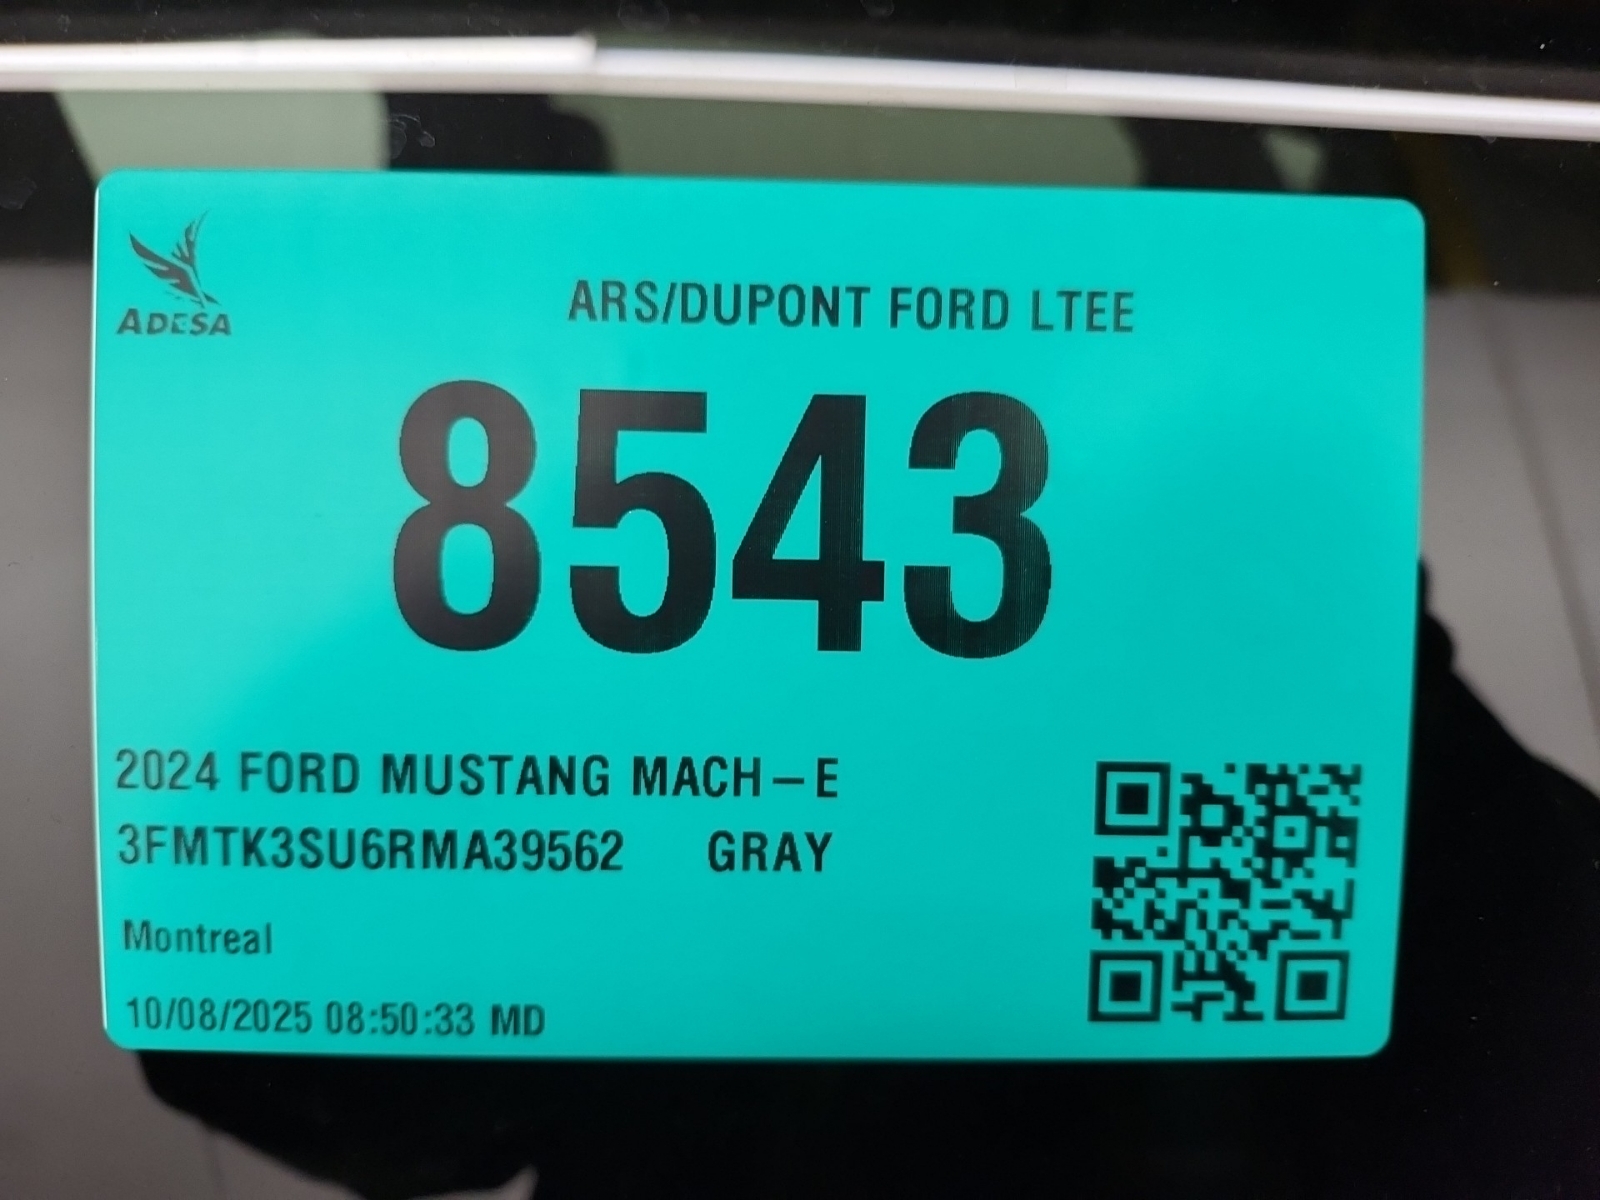 ADESA
ARS/DUPONT FORD LTEE
8543
2024 FORD MUSTANG MACH-E
3FMTK3SU6RMA39562 GRAY
Montreal
10/08/2025 08:50:33 MD